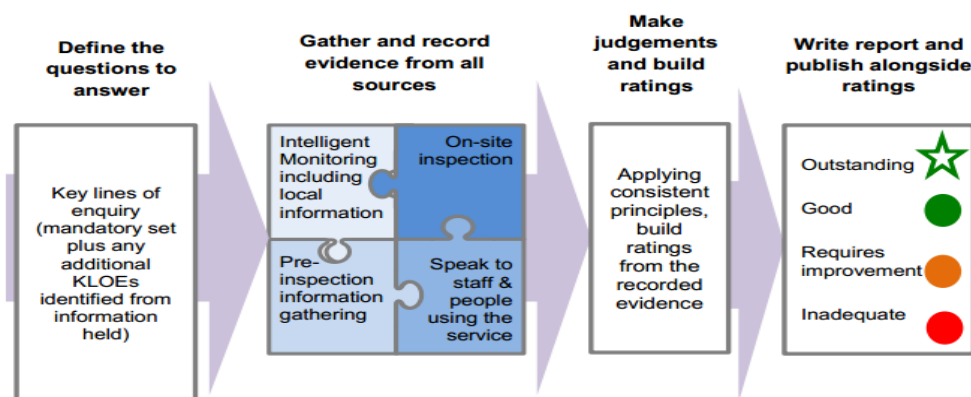 Define the
questions to
answer
Key lines of
enquiry
(mandatory set
plus any
additional
KLOEs
identified from
information
held)
Gather and record
evidence from all
sources
Intelligent
Monitoring
including
local
information
On-site
inspection
Pre-
inspection
information
gathering
Speak to
staff &
people
using the
service
Make
judgements
and build
ratings
Applying
consistent
principles,
build
ratings
from the
recorded
evidence
Write report and
publish alongside
ratings
Outstanding
Good
Requires
improvement
Inadequate